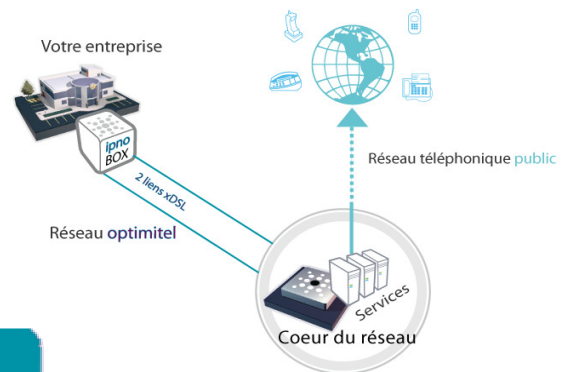 Votre entreprise
ipno
BOX
2 liens xDSL
Réseau téléphonique public
Réseau optimitel
Services
Coeur du réseau